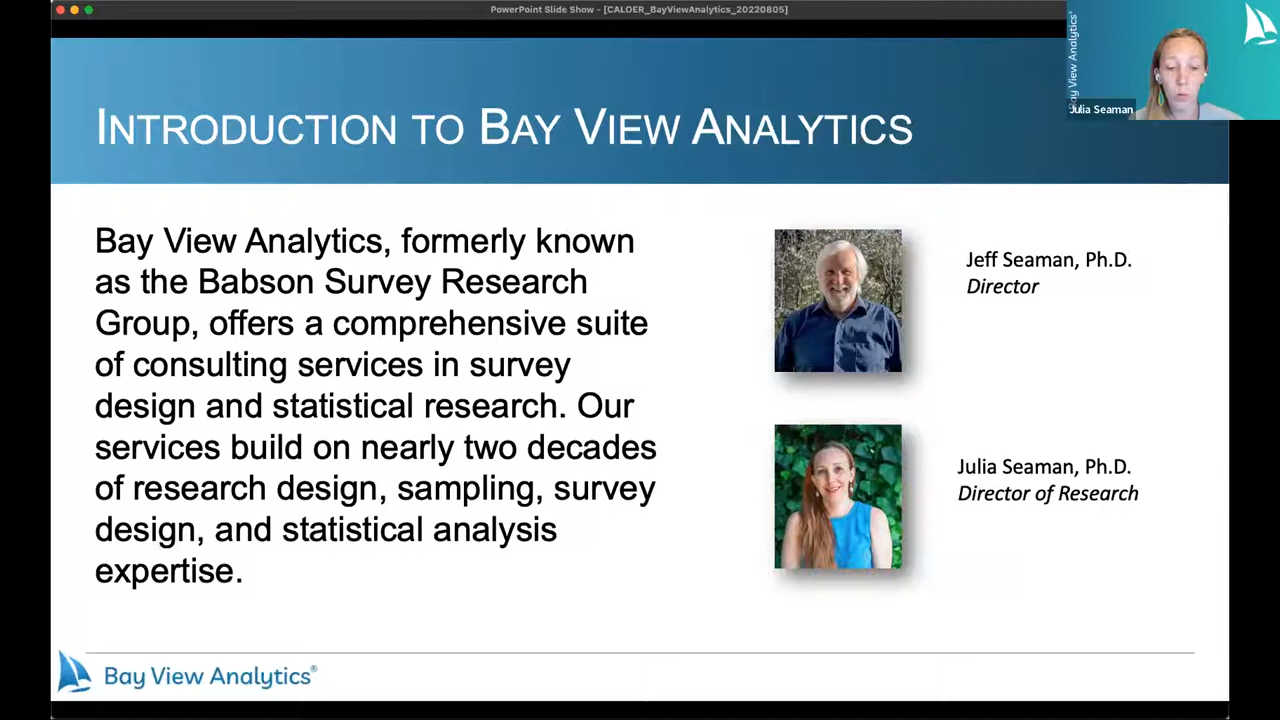 PowerPoint Slide Show - [CALOER_BayViewAnalytics_20220805]
Bay View Analytics®
Julia Seaman
INTRODUCTION TO BAY VIEW ANALYTICS
Bay View Analytics, formerly known
as the Babson Survey Research
Group, offers a comprehensive suite
of consulting services in survey
design and statistical research. Our
services build on nearly two decades
of research design, sampling, survey
design, and statistical analysis
expertise.
Jeff Seaman, Ph.D.
Director
Julia Seaman, Ph.D.
Director of Research
Bay View Analytics®